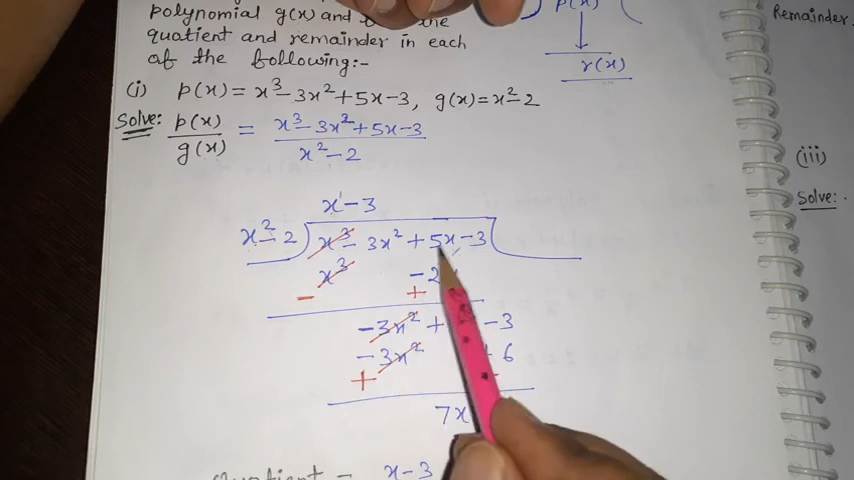 polynomial g(x) and the
quotient and remainder in each
of the following:-
p(x)
r(x)
Remainder.
(i) p(x) = x³ - 3x² + 5x - 3, g(x) = x² - 2
Solve: p(x) / g(x) = x³ - 3x² + 5x - 3 / x² - 2
(iii)
Solve:-
x - 3
x² - 2 ) x³ - 3x² + 5x - 3 (
x³ - 2
- +
-3x² + - 3
-3x² + 6
+ -
7x
Quotient = x - 3